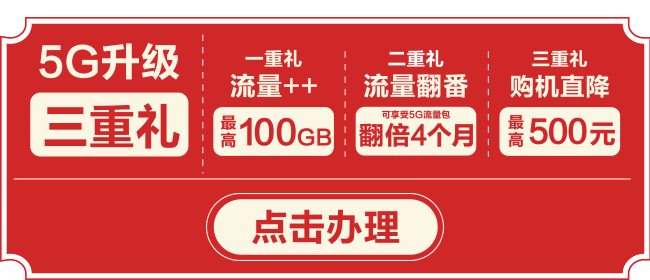 5G升级
三重礼
一重礼
流量++
最高100GB
二重礼
流量翻番
可享受5G流量包
翻倍4个月
三重礼
购机直降
最高500元
点击办理